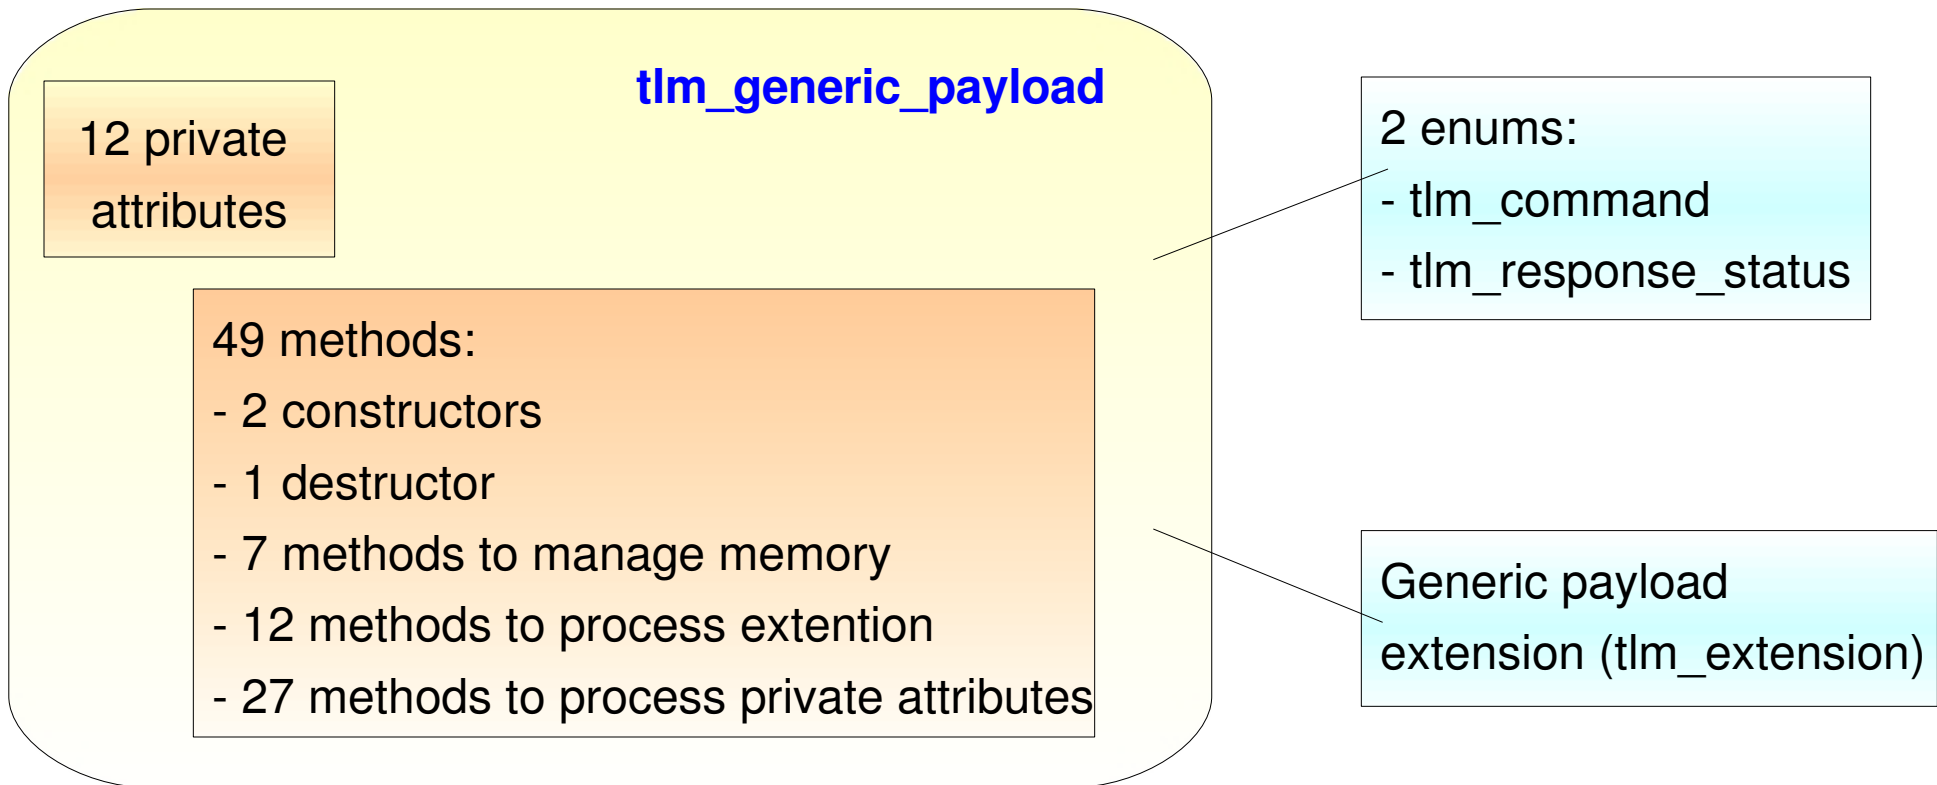 tlm_generic_payload
12 private
attributes
49 methods:
- 2 constructors
- 1 destructor
- 7 methods to manage memory
- 12 methods to process extention
- 27 methods to process private attributes
2 enums:
- tlm_command
- tlm_response_status
Generic payload
extension (tlm_extension)